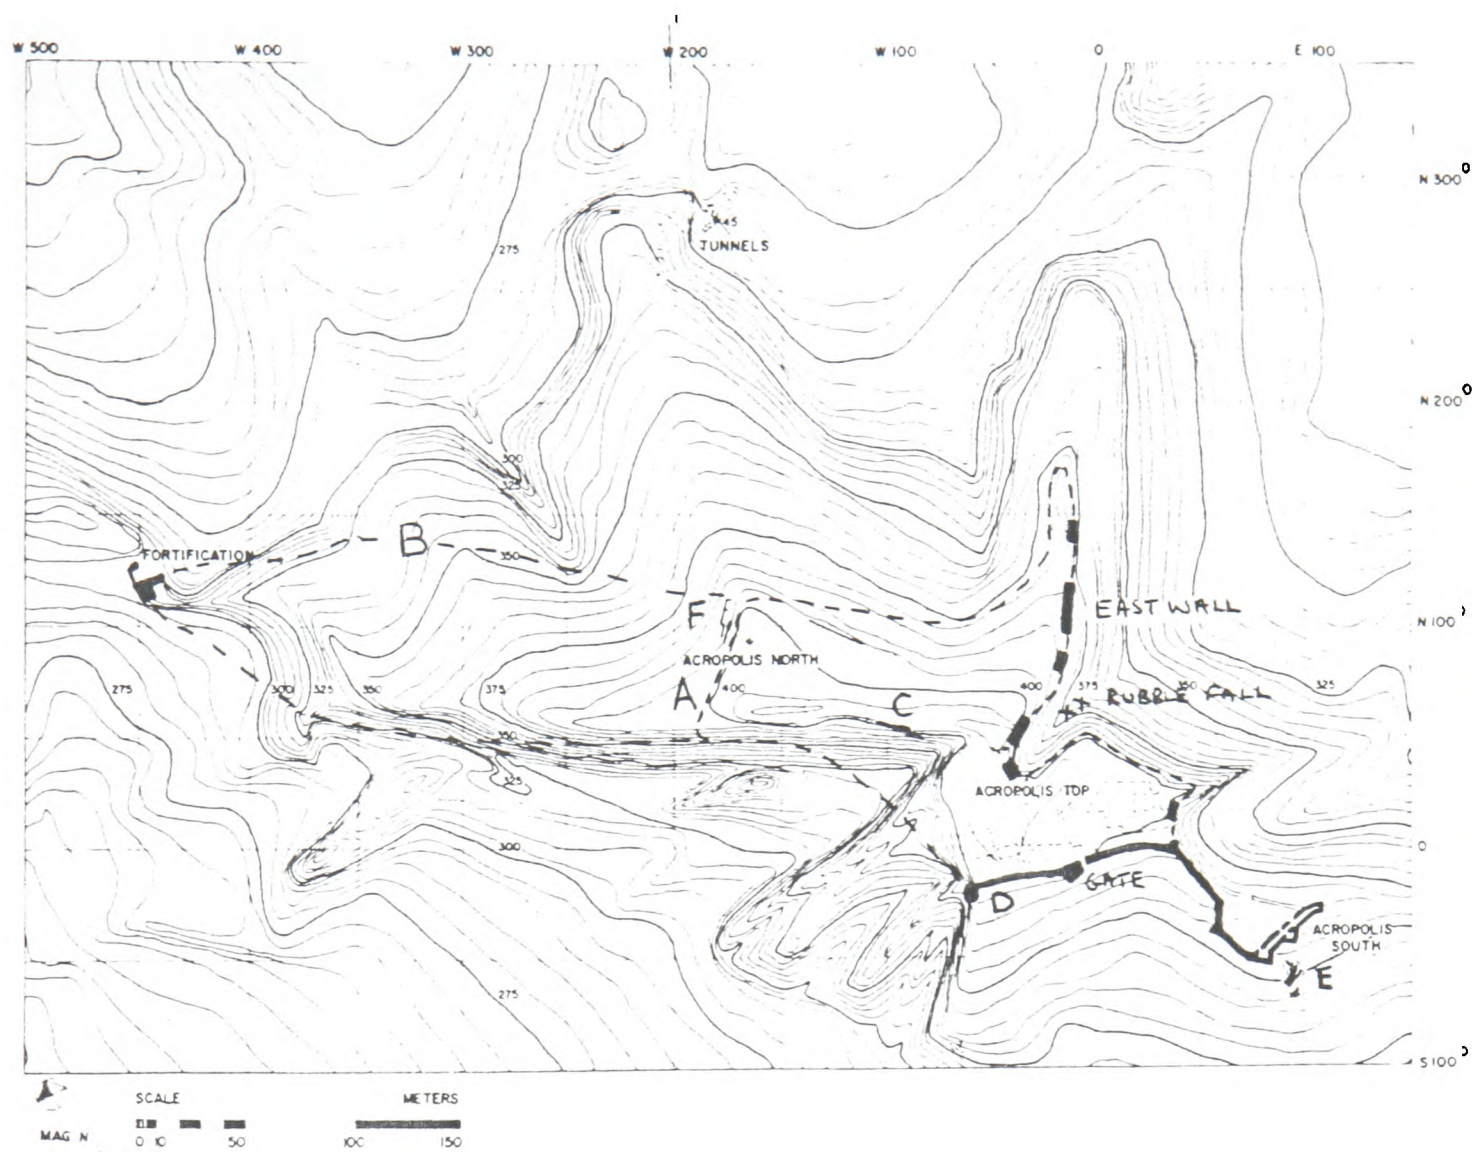 W 500 W 400 W 300 W 200 W 100 0 E 100
N 300
45
TUNNELS
275
N 200
300
325
B
FORTIFICATION
350
EAST WALL
N 100
F
ACROPOLIS NORTH
275 300 325 350 375 A 400 C 400 375 350 325
RUBBLE FALL
350
325
ACROPOLIS TOP
300
0
GATE
D
ACROPOLIS
SOUTH
E
275
S 100
SCALE METERS
MAG N 0 10 50 100 150